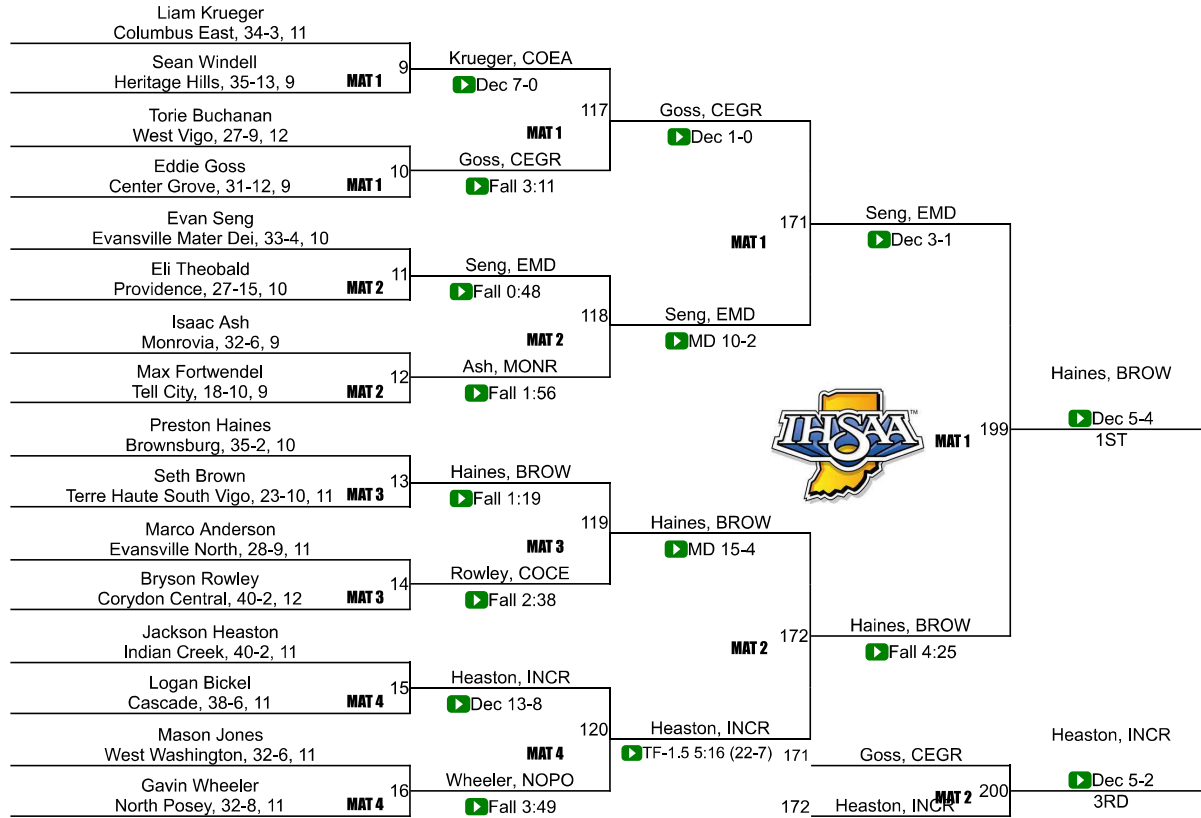 Liam Krueger
Columbus East, 34-3, 11
Sean Windell
Heritage Hills, 35-13, 9
MAT 1
9
Krueger, COEA
Dec 7-0
Torie Buchanan
West Vigo, 27-9, 12
Eddie Goss
Center Grove, 31-12, 9
MAT 1
10
Goss, CEGR
Fall 3:11
117
MAT 1
Goss, CEGR
Dec 1-0
Evan Seng
Evansville Mater Dei, 33-4, 10
Eli Theobald
Providence, 27-15, 10
MAT 2
11
Seng, EMD
Fall 0:48
Isaac Ash
Monrovia, 32-6, 9
Max Fortwendel
Tell City, 18-10, 9
MAT 2
12
Ash, MONR
Fall 1:56
118
MAT 2
Seng, EMD
MD 10-2
171
MAT 1
Seng, EMD
Dec 3-1
Preston Haines
Brownsburg, 35-2, 10
Seth Brown
Terre Haute South Vigo, 23-10, 11
MAT 3
13
Haines, BROW
Fall 1:19
Marco Anderson
Evansville North, 28-9, 11
Bryson Rowley
Corydon Central, 40-2, 12
MAT 3
14
Rowley, COCE
Fall 2:38
119
MAT 3
Haines, BROW
MD 15-4
Jackson Heaston
Indian Creek, 40-2, 11
Logan Bickel
Cascade, 38-6, 11
MAT 4
15
Heaston, INCR
Dec 13-8
Mason Jones
West Washington, 32-6, 11
Gavin Wheeler
North Posey, 32-8, 11
MAT 4
16
Wheeler, NOPO
Fall 3:49
120
MAT 4
Heaston, INCR
TF-1.5 5:16 (22-7)
172
MAT 2
Haines, BROW
Fall 4:25
IHSAA
TM
MAT 1
199
Haines, BROW
Dec 5-4
1ST
171
Goss, CEGR
172
Heaston, INCR
MAT 2
200
Heaston, INCR
Dec 5-2
3RD